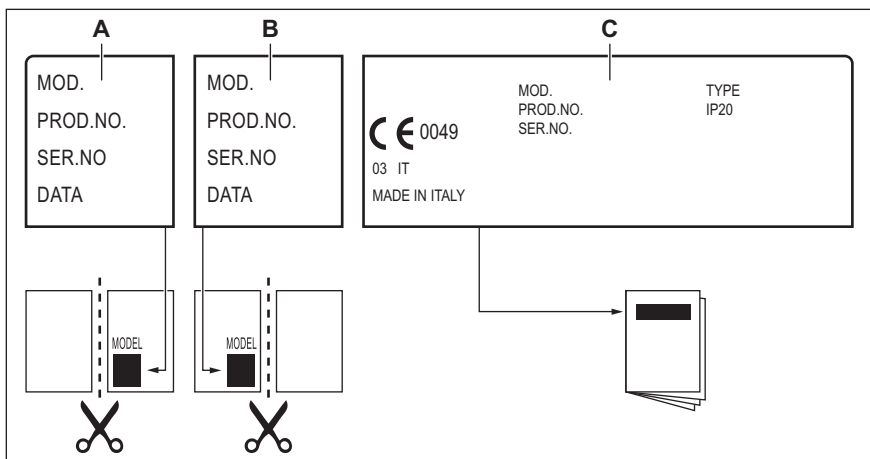 A
B
C
MOD.
PROD.NO.
SER.NO
DATA
MOD.
PROD.NO.
SER.NO
DATA
MOD.
PROD.NO.
SER.NO.
TYPE
IP20
CE 0049
03 IT
MADE IN ITALY
MODEL
MODEL